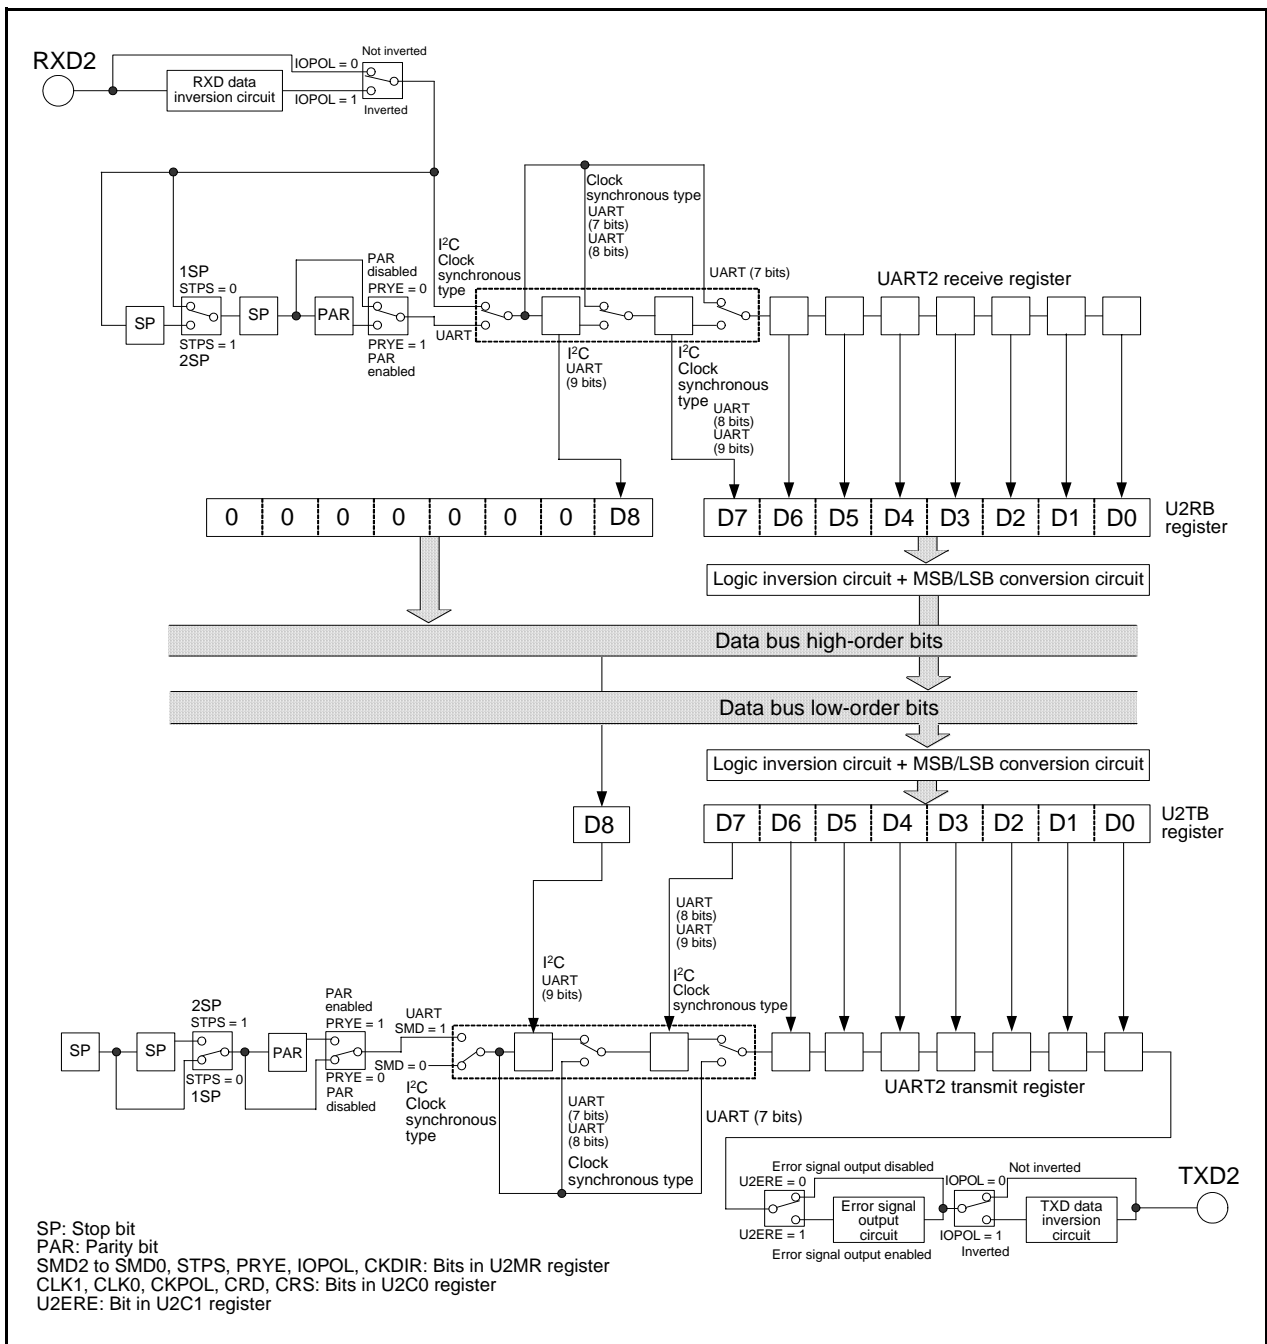 RXD2
Not inverted
IOPOL = 0
RXD data
inversion circuit
IOPOL = 1
Inverted
Clock
synchronous type
UART
(7 bits)
UART
(8 bits)
I²C
Clock
synchronous
type
PAR
disabled
PRYE = 0
1SP
STPS = 0
UART (7 bits)
UART2 receive register
SP
SP
PAR
UART
STPS = 1
2SP
PRYE = 1
PAR
enabled
I²C
UART
(9 bits)
I²C
Clock
synchronous
type
UART
(8 bits)
UART
(9 bits)
0 0 0 0 0 0 0 D8
D7 D6 D5 D4 D3 D2 D1 D0
U2RB
register
Logic inversion circuit + MSB/LSB conversion circuit
Data bus high-order bits
Data bus low-order bits
Logic inversion circuit + MSB/LSB conversion circuit
D8
D7 D6 D5 D4 D3 D2 D1 D0
U2TB
register
UART
(8 bits)
UART
(9 bits)
I²C
UART
(9 bits)
I²C
Clock
synchronous type
2SP
STPS = 1
PAR
enabled
PRYE = 1
UART
SMD = 1
SP
SP
PAR
SMD = 0
STPS = 0
1SP
PRYE = 0
PAR
disabled
I²C
Clock
synchronous
type
UART
(7 bits)
UART
(8 bits)
Clock
synchronous type
UART (7 bits)
UART2 transmit register
Error signal output disabled
U2ERE = 0
IOPOL = 0
Not inverted
TXD2
Error signal
output
circuit
TXD data
inversion
circuit
U2ERE = 1
Error signal output enabled
IOPOL = 1
Inverted
SP: Stop bit
PAR: Parity bit
SMD2 to SMD0, STPS, PRYE, IOPOL, CKDIR: Bits in U2MR register
CLK1, CLK0, CKPOL, CRD, CRS: Bits in U2C0 register
U2ERE: Bit in U2C1 register